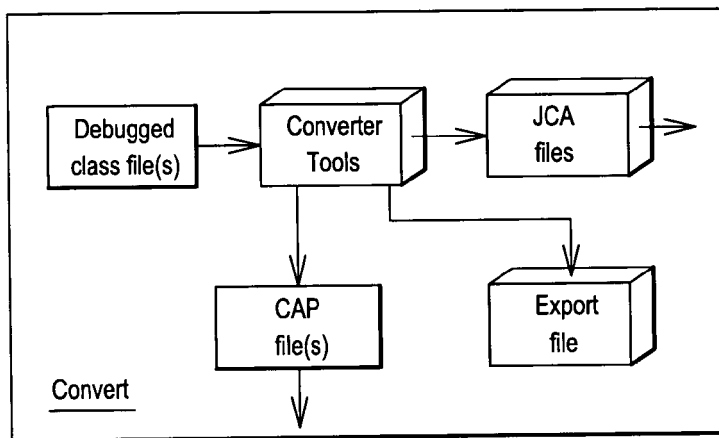 Debugged
class file(s)
Converter
Tools
JCA
files
CAP
file(s)
Export
file
Convert